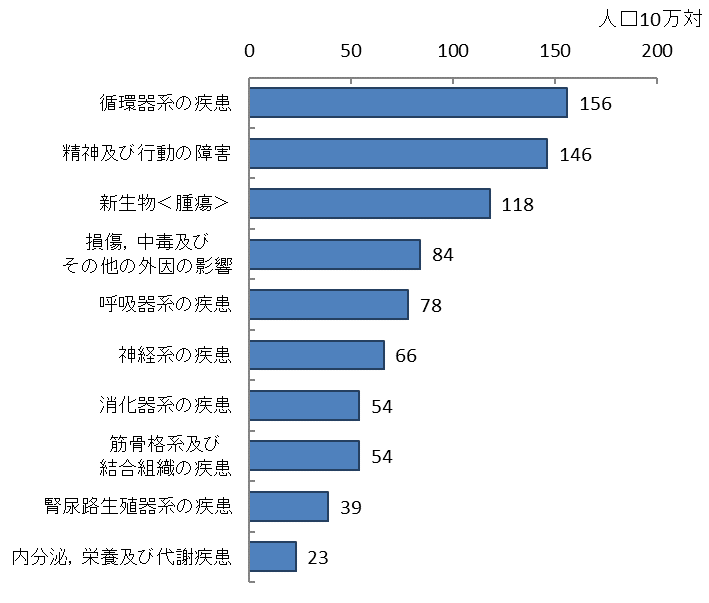 人口10万対
0 50 100 150 200
循環器系の疾患 156
精神及び行動の障害 146
新生物＜腫瘍＞ 118
損傷，中毒及び
その他の外因の影響 84
呼吸器系の疾患 78
神経系の疾患 66
消化器系の疾患 54
筋骨格系及び
結合組織の疾患 54
腎尿路生殖器系の疾患 39
内分泌，栄養及び代謝疾患 23